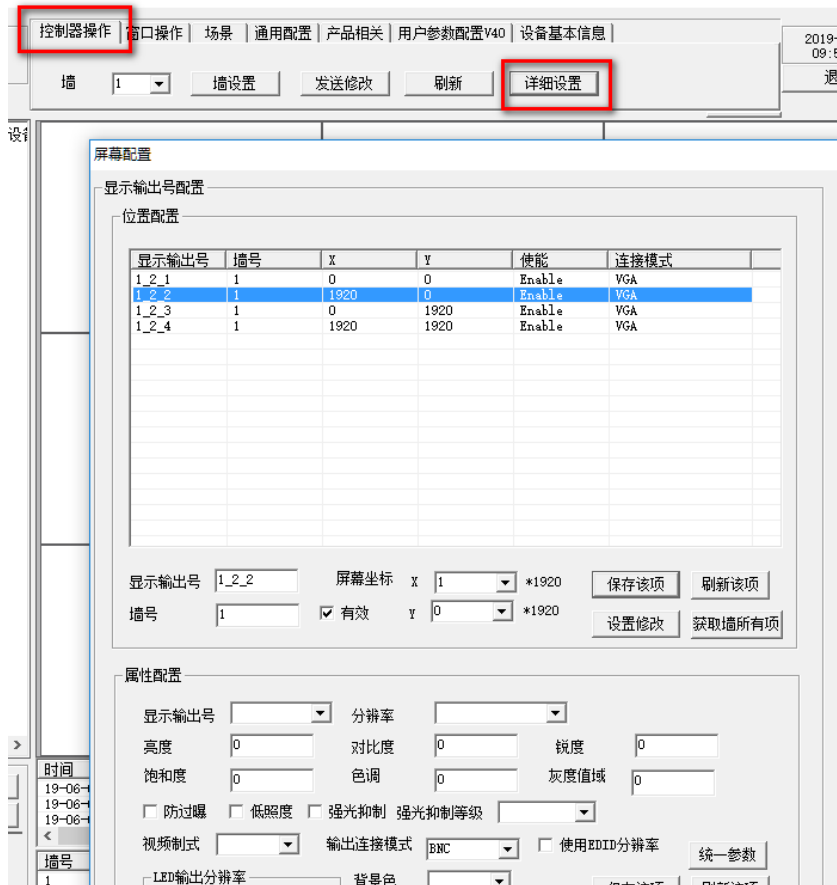 控制器操作 窗口操作 场景 通用配置 产品相关 用户参数配置V40 设备基本信息
2019-
墙 1 墙设置 发送修改 刷新 详细设置
屏幕配置
显示输出号配置
位置配置
显示输出号 墙号 X Y 使能 连接模式
1_2_1 1 0 0 Enable VGA
1_2_2 1 1920 0 Enable VGA
1_2_3 1 0 1920 Enable VGA
1_2_4 1 1920 1920 Enable VGA
显示输出号 1_2_2 屏幕坐标 X 1 *1920 保存该项 刷新该项
墙号 1 有效 Y 0 *1920 设置修改 获取墙所有项
属性配置
显示输出号 分辨率
亮度 0 对比度 0 锐度 0
饱和度 0 色调 0 灰度值域 0
防过曝 低照度 强光抑制 强光抑制等级
视频制式 输出连接模式 BNC 使用EDID分辨率 统一参数
LED输出分辨率 背景色
时间
19-06-
19-06-
19-06-
墙号
1